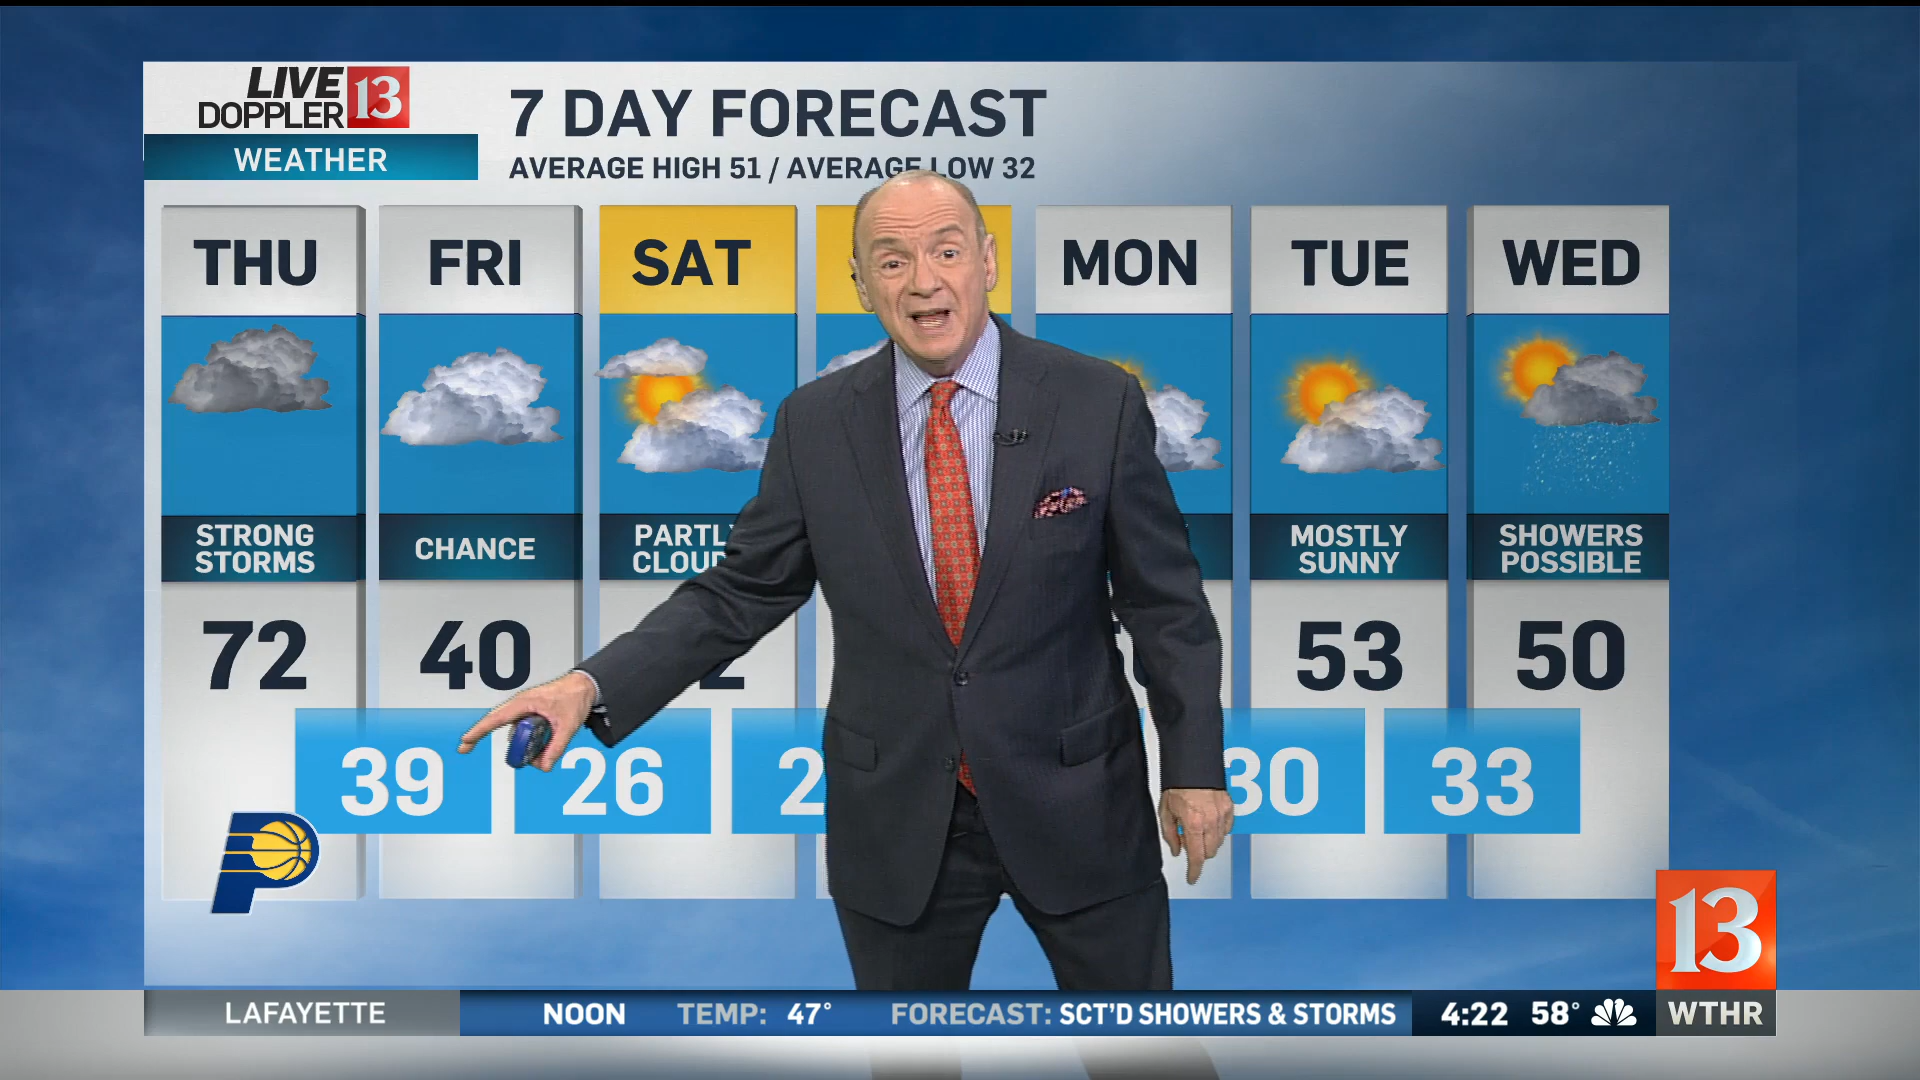 LIVE
DOPPLER 13
WEATHER
7 DAY FORECAST
AVERAGE HIGH 51 / AVERAGE LOW 32
THU FRI SAT MON TUE WED
STRONG STORMS
CHANCE
MOSTLY SUNNY
SHOWERS POSSIBLE
72 40 53 50
39 26 30 33
13
LAFAYETTE NOON TEMP: 47° FORECAST: SCT'D SHOWERS & STORMS 4:22 58° WTHR